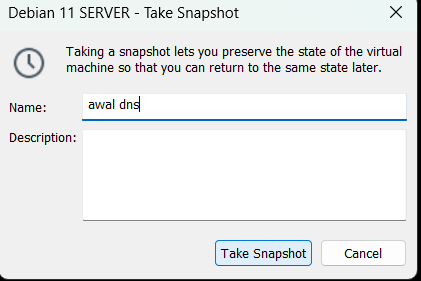 Debian 11 SERVER - Take Snapshot
Taking a snapshot lets you preserve the state of the virtual
machine so that you can return to the same state later.
Name:
awal dns
Description:
Take Snapshot
Cancel